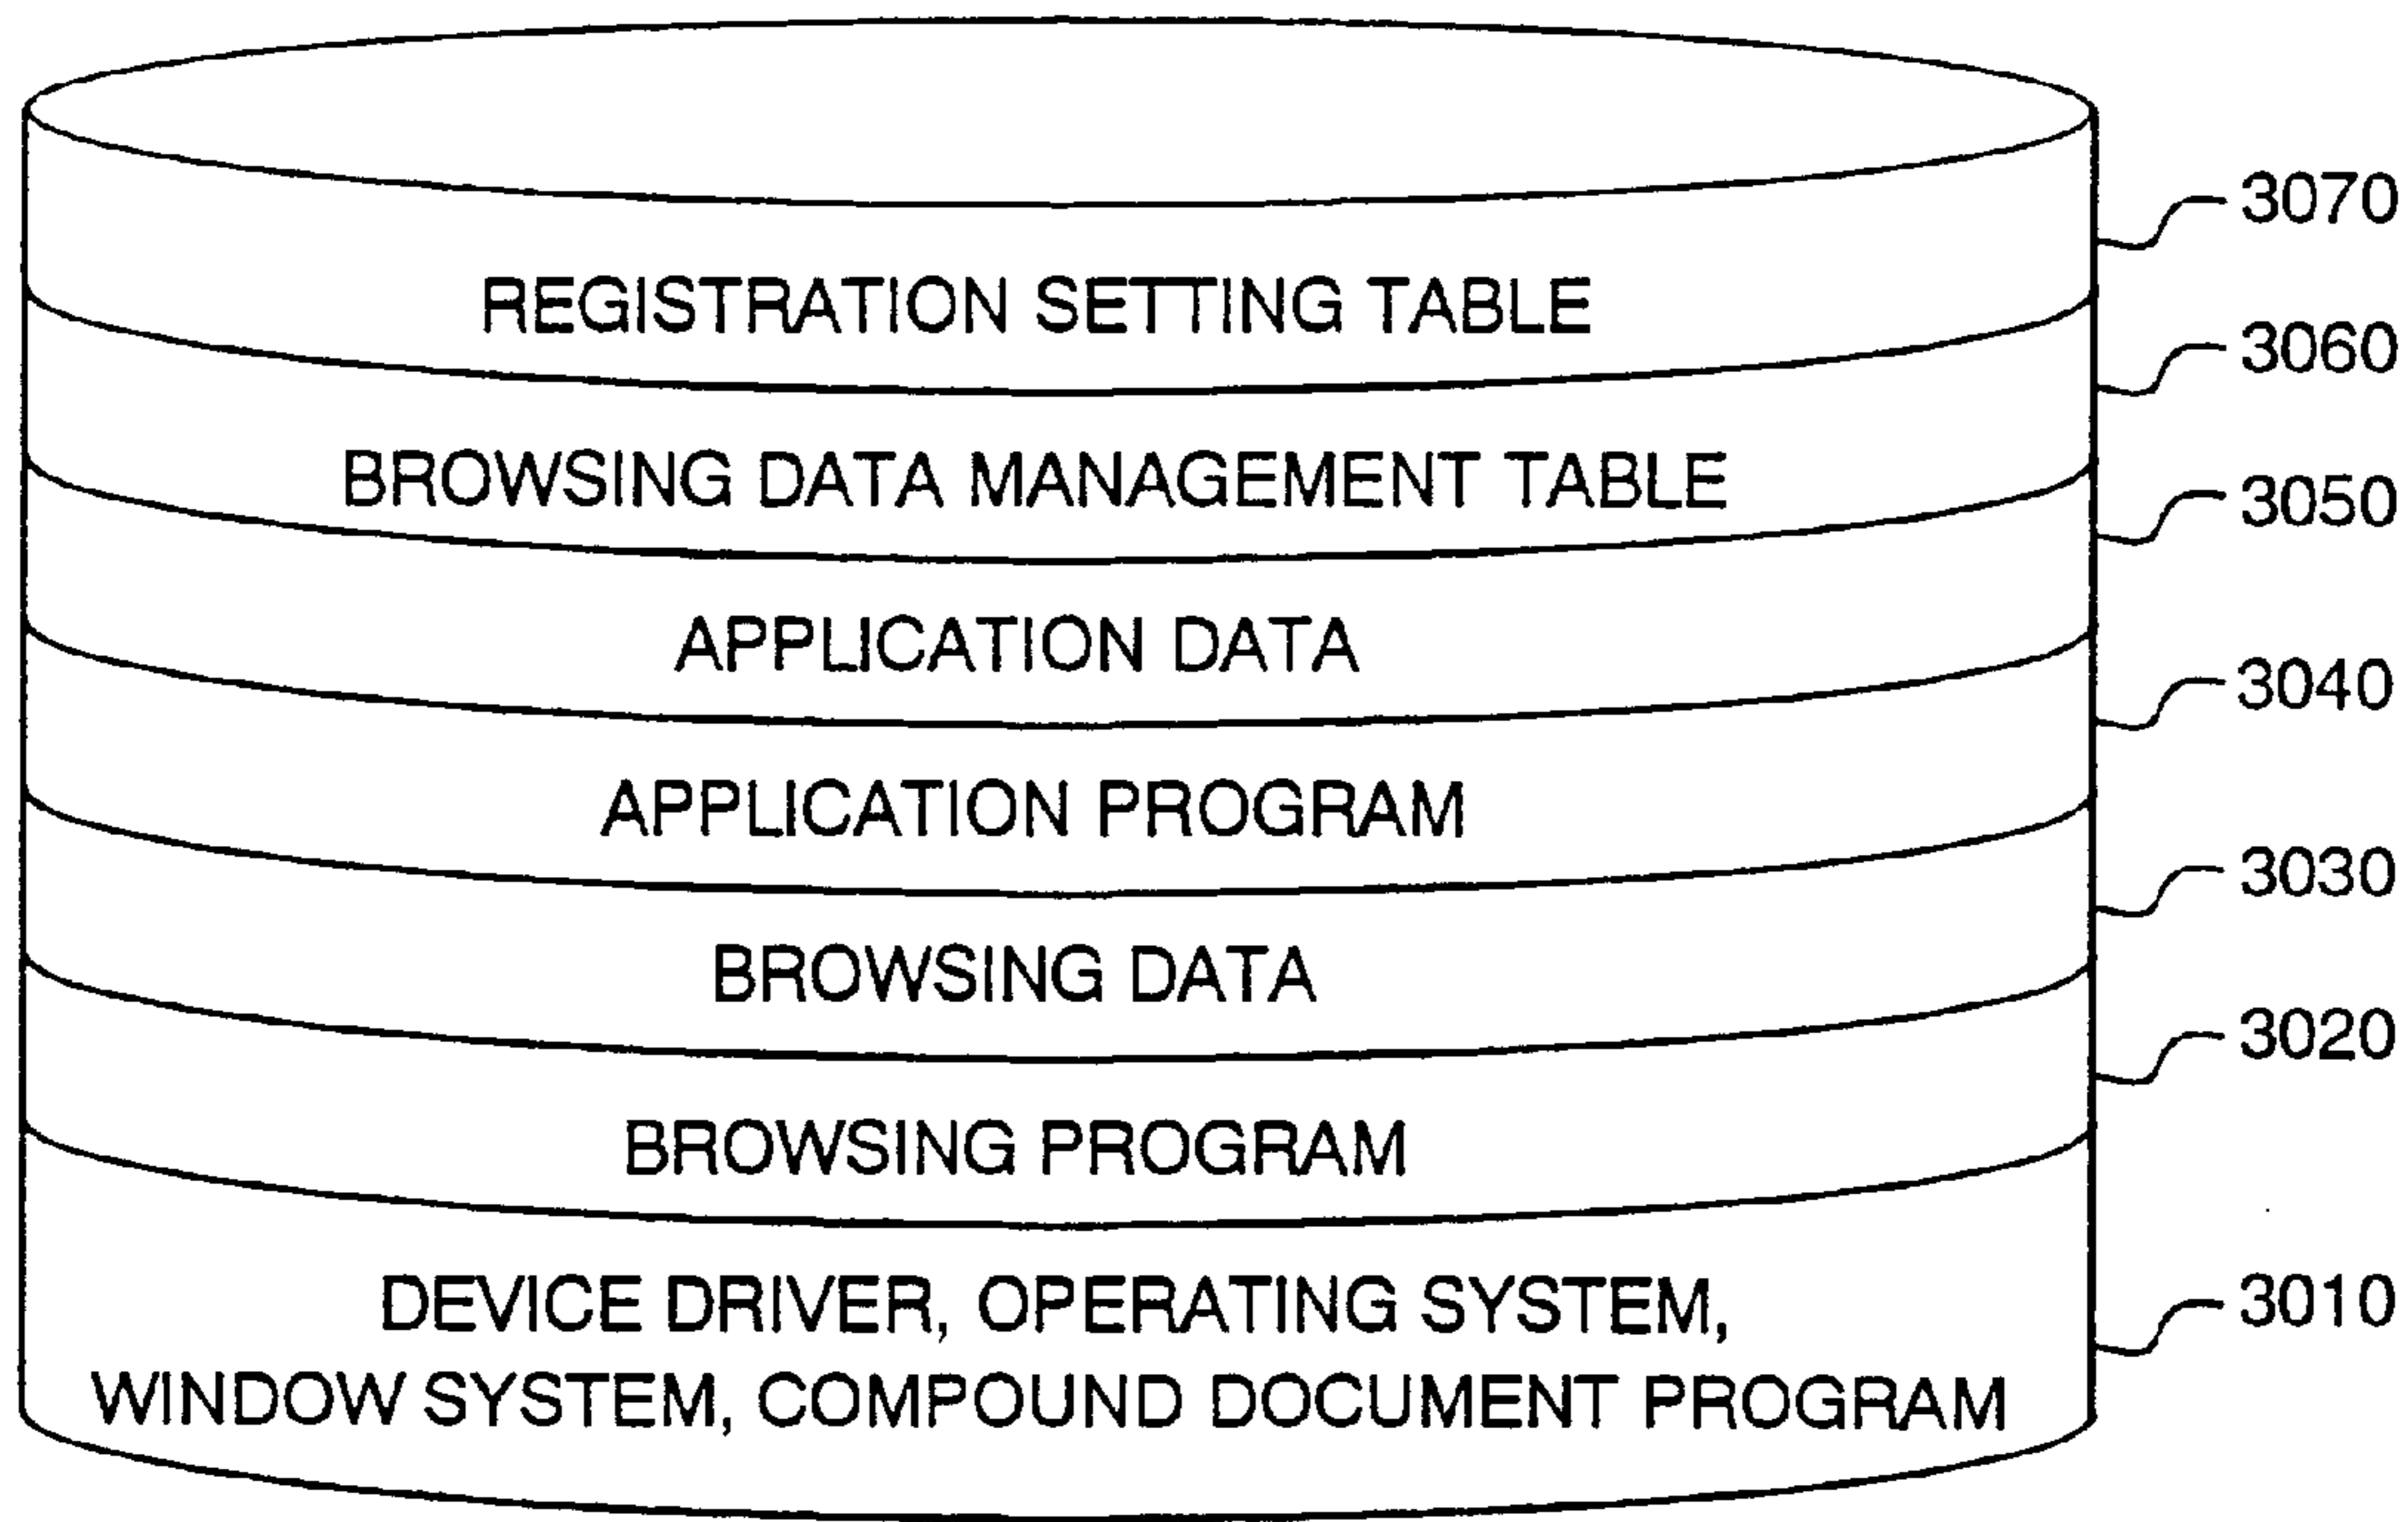 3070
REGISTRATION SETTING TABLE
3060
BROWSING DATA MANAGEMENT TABLE
3050
APPLICATION DATA
3040
APPLICATION PROGRAM
3030
BROWSING DATA
3020
BROWSING PROGRAM
3010
DEVICE DRIVER, OPERATING SYSTEM,
WINDOW SYSTEM, COMPOUND DOCUMENT PROGRAM